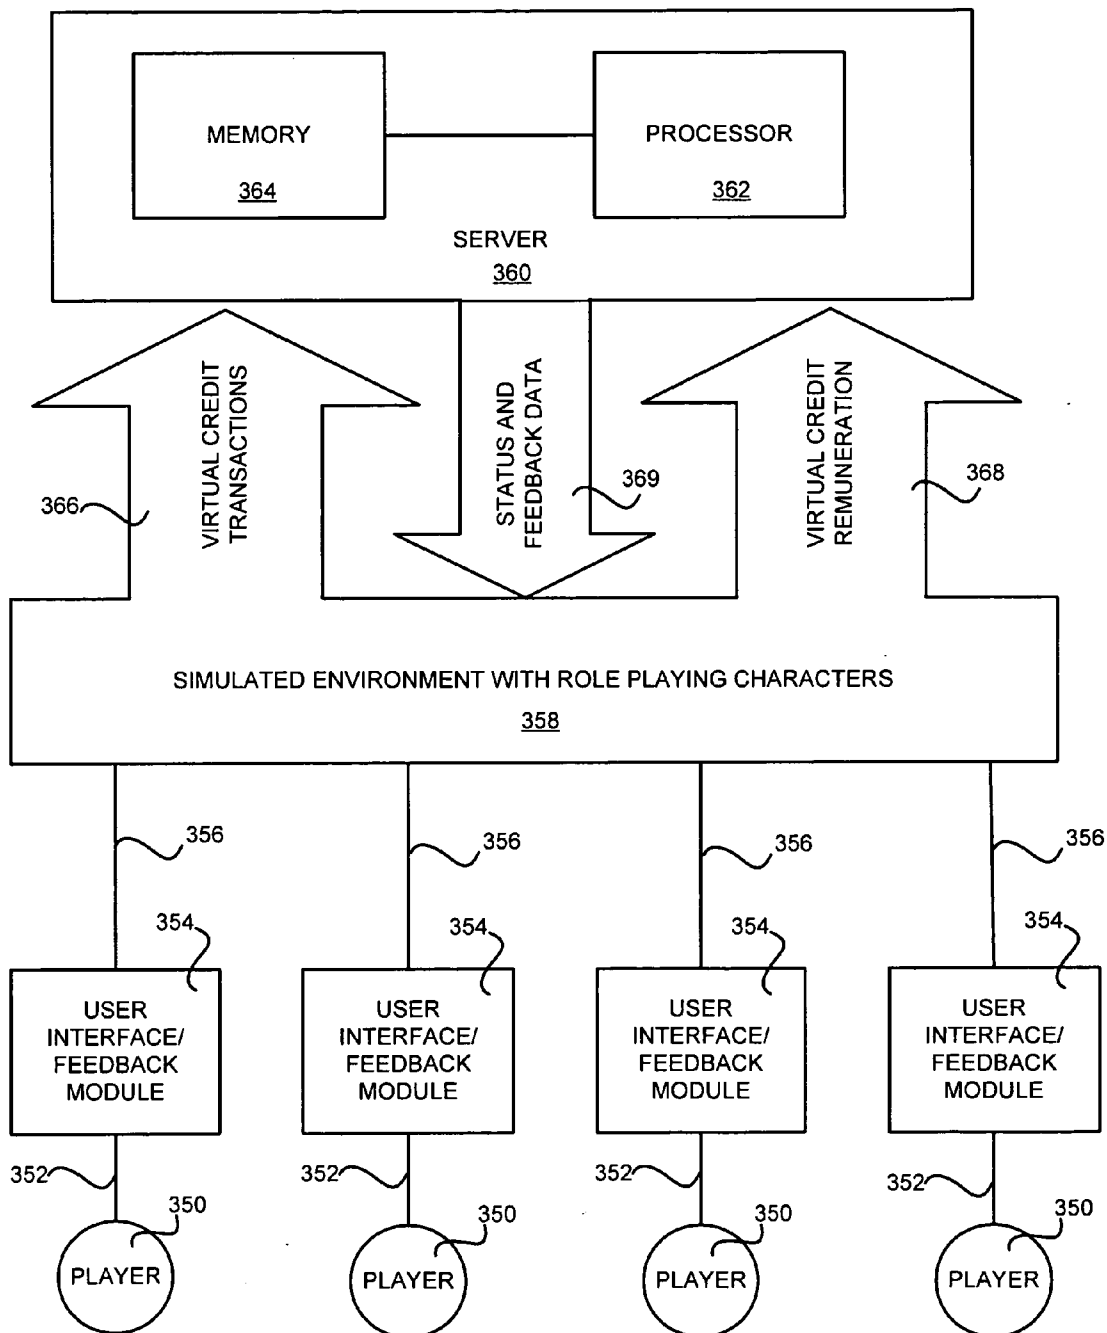 MEMORY
364
PROCESSOR
362
SERVER
360
VIRTUAL CREDIT
TRANSACTIONS
366
STATUS AND
FEEDBACK DATA
369
VIRTUAL CREDIT
REMUNERATION
368
SIMULATED ENVIRONMENT WITH ROLE PLAYING CHARACTERS
358
356
356
356
356
354
354
354
354
USER
INTERFACE/
FEEDBACK
MODULE
USER
INTERFACE/
FEEDBACK
MODULE
USER
INTERFACE/
FEEDBACK
MODULE
USER
INTERFACE/
FEEDBACK
MODULE
352
352
352
352
350
350
350
350
PLAYER
PLAYER
PLAYER
PLAYER